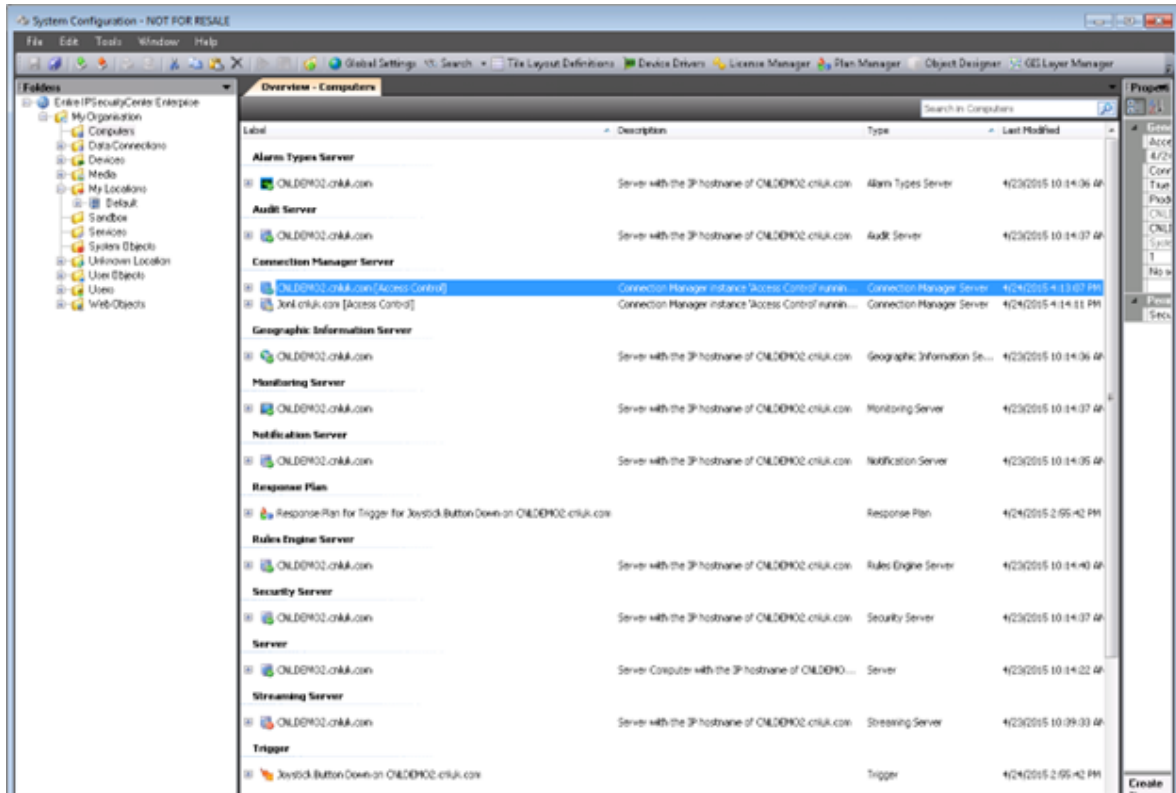 System Configuration - NOT FOR RESALE
File Edit Tools Window Help
Global Settings Search Tile Layout Definitions Device Drivers License Manager Plan Manager Object Designer GIS Layer Manager
Folders
Overview - Computers
Entire IPSecurityCenter Enterprise
My Organisation
Computers
Data Connections
Devices
Media
My Locations
Default
Sandbox
Services
System Objects
Unknown Location
User Objects
Users
Web Objects
Search in Computers
Label Description Type Last Modified
Alarm Types Server
CNLDEMO2.cnluk.com Server with the IP hostname of CNLDEMO2.cnluk.com Alarm Types Server 4/23/2015 10:14:36 AM
Audit Server
CNLDEMO2.cnluk.com Server with the IP hostname of CNLDEMO2.cnluk.com Audit Server 4/23/2015 10:14:37 AM
Connection Manager Server
CNLDEMO2.cnluk.com [Access Control] Connection Manager instance 'Access Control' runnin... Connection Manager Server 4/24/2015 4:13:07 PM
[Access Control] Connection Manager instance 'Access Control' runnin... Connection Manager Server 4/24/2015 4:14:11 PM
Geographic Information Server
CNLDEMO2.cnluk.com Server with the IP hostname of CNLDEMO2.cnluk.com Geographic Information Se... 4/23/2015 10:14:36 AM
Monitoring Server
CNLDEMO2.cnluk.com Server with the IP hostname of CNLDEMO2.cnluk.com Monitoring Server 4/23/2015 10:14:37 AM
Notification Server
CNLDEMO2.cnluk.com Server with the IP hostname of CNLDEMO2.cnluk.com Notification Server 4/23/2015 10:14:35 AM
Response Plan
Response Plan for Trigger for Joystick Button Down on CNLDEMO2.cnluk.com Response Plan 4/24/2015 2:55:42 PM
Rules Engine Server
CNLDEMO2.cnluk.com Server with the IP hostname of CNLDEMO2.cnluk.com Rules Engine Server 4/23/2015 10:14:40 AM
Security Server
CNLDEMO2.cnluk.com Server with the IP hostname of CNLDEMO2.cnluk.com Security Server 4/23/2015 10:14:37 AM
Server
CNLDEMO2.cnluk.com Server Computer with the IP hostname of CNLDEMO... Server 4/23/2015 10:14:22 AM
Streaming Server
CNLDEMO2.cnluk.com Server with the IP hostname of CNLDEMO2.cnluk.com Streaming Server 4/23/2015 10:39:33 AM
Trigger
Joystick Button Down on CNLDEMO2.cnluk.com Trigger 4/24/2015 2:55:42 PM
Create